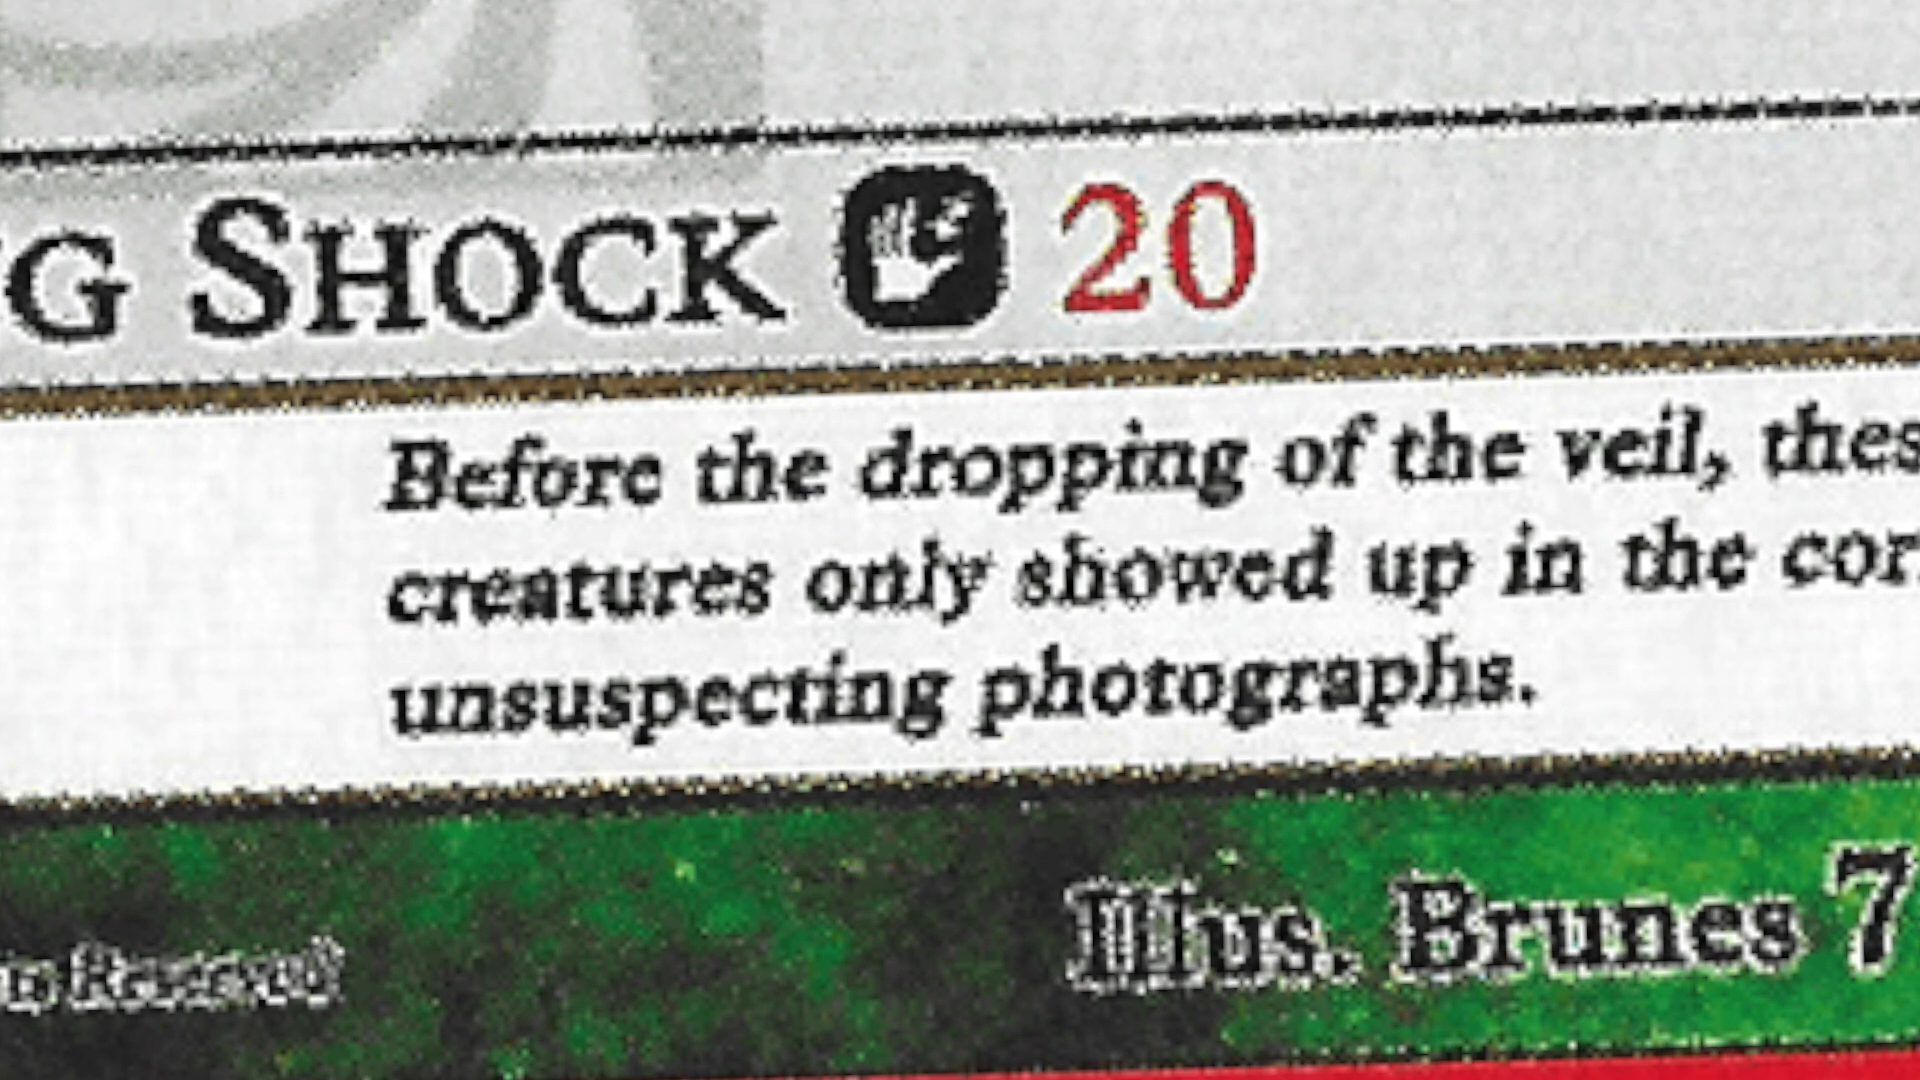 G SHOCK 20
Before the dropping of the veil, thes
creatures only showed up in the cor
unsuspecting photographs.
Illus. Brunes 7
Reserved